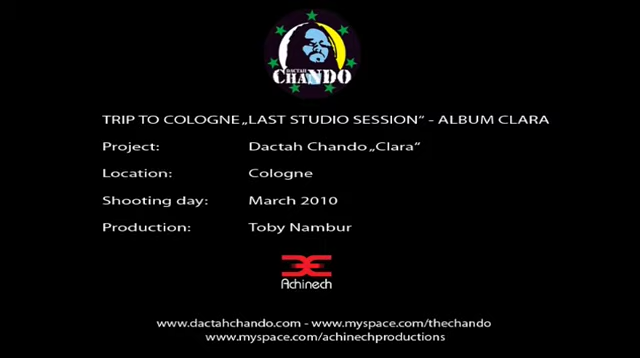 DACTAH
CHANDO
TRIP TO COLOGNE „LAST STUDIO SESSION“ - ALBUM CLARA
Project: Dactah Chando „Clara“
Location: Cologne
Shooting day: March 2010
Production: Toby Nambur
Achinech
www.dactahchando.com - www.myspace.com/thechando
www.myspace.com/achinechproductions